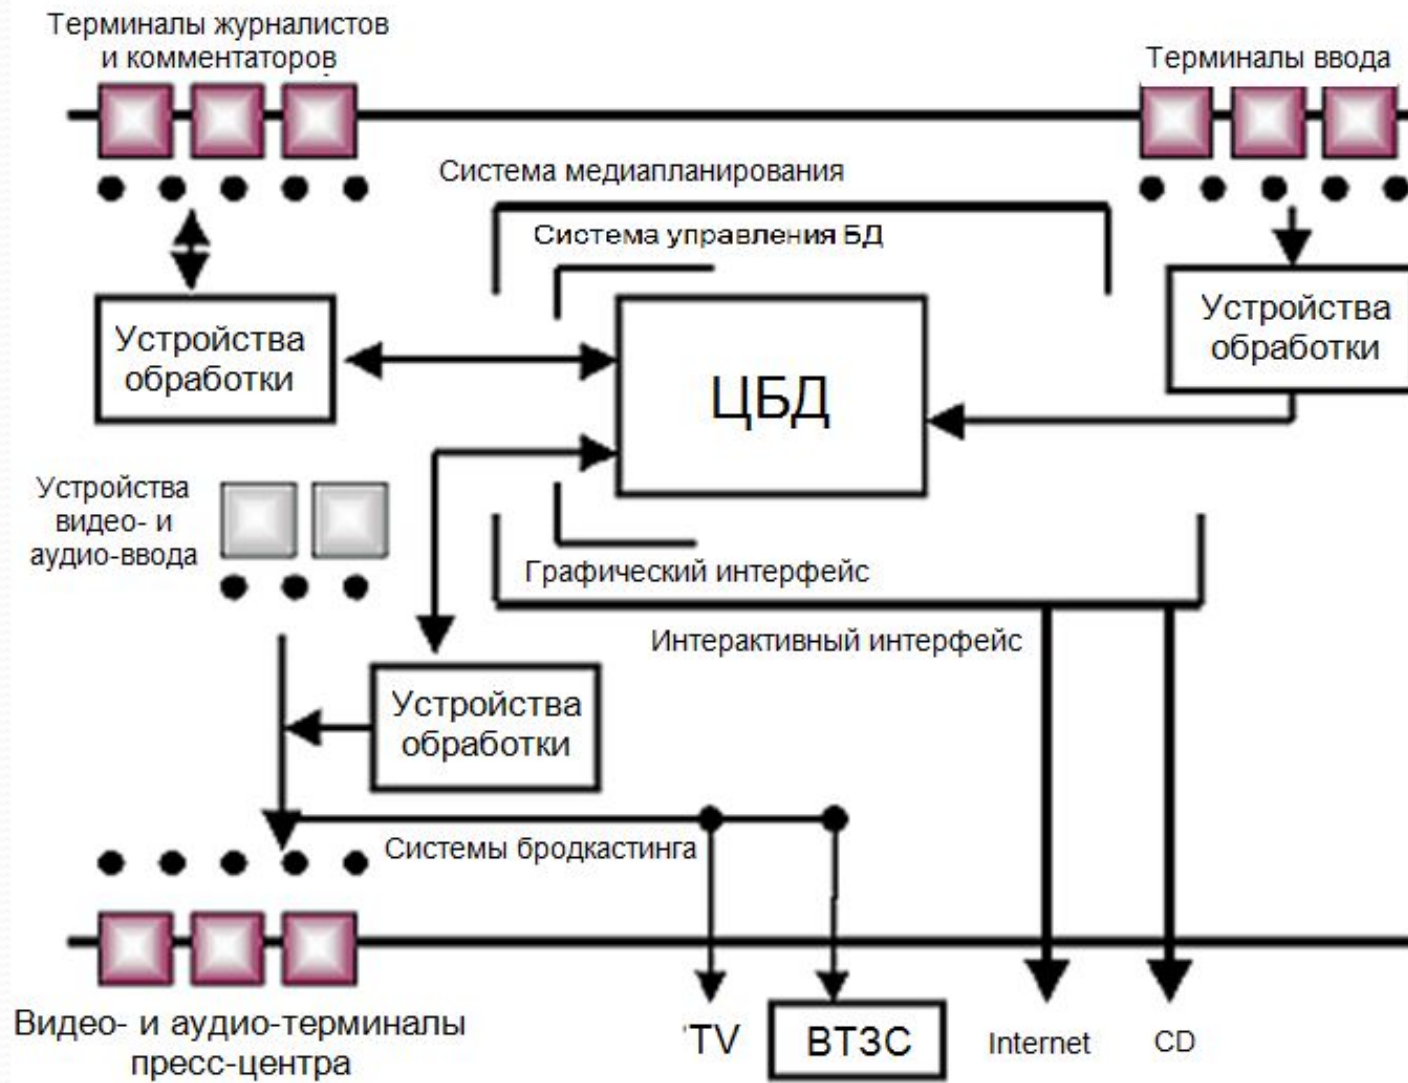 Терминалы журналистов
и комментаторов
Терминалы ввода
Система медиапланирования
Система управления БД
Устройства
обработки
ЦБД
Устройства
обработки
Устройства
видео- и
аудио-ввода
Графический интерфейс
Интерактивный интерфейс
Устройства
обработки
Системы бродкастинга
Видео- и аудио-терминалы
пресс-центра
TV
ВТЗС
Internet
CD